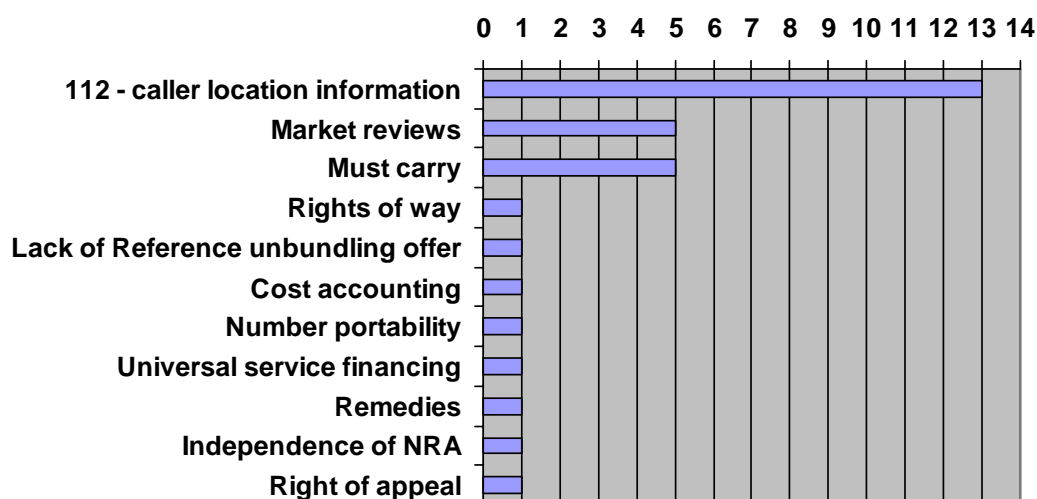 0 1 2 3 4 5 6 7 8 9 10 11 12 13 14
112 - caller location information
Market reviews
Must carry
Rights of way
Lack of Reference unbundling offer
Cost accounting
Number portability
Universal service financing
Remedies
Independence of NRA
Right of appeal